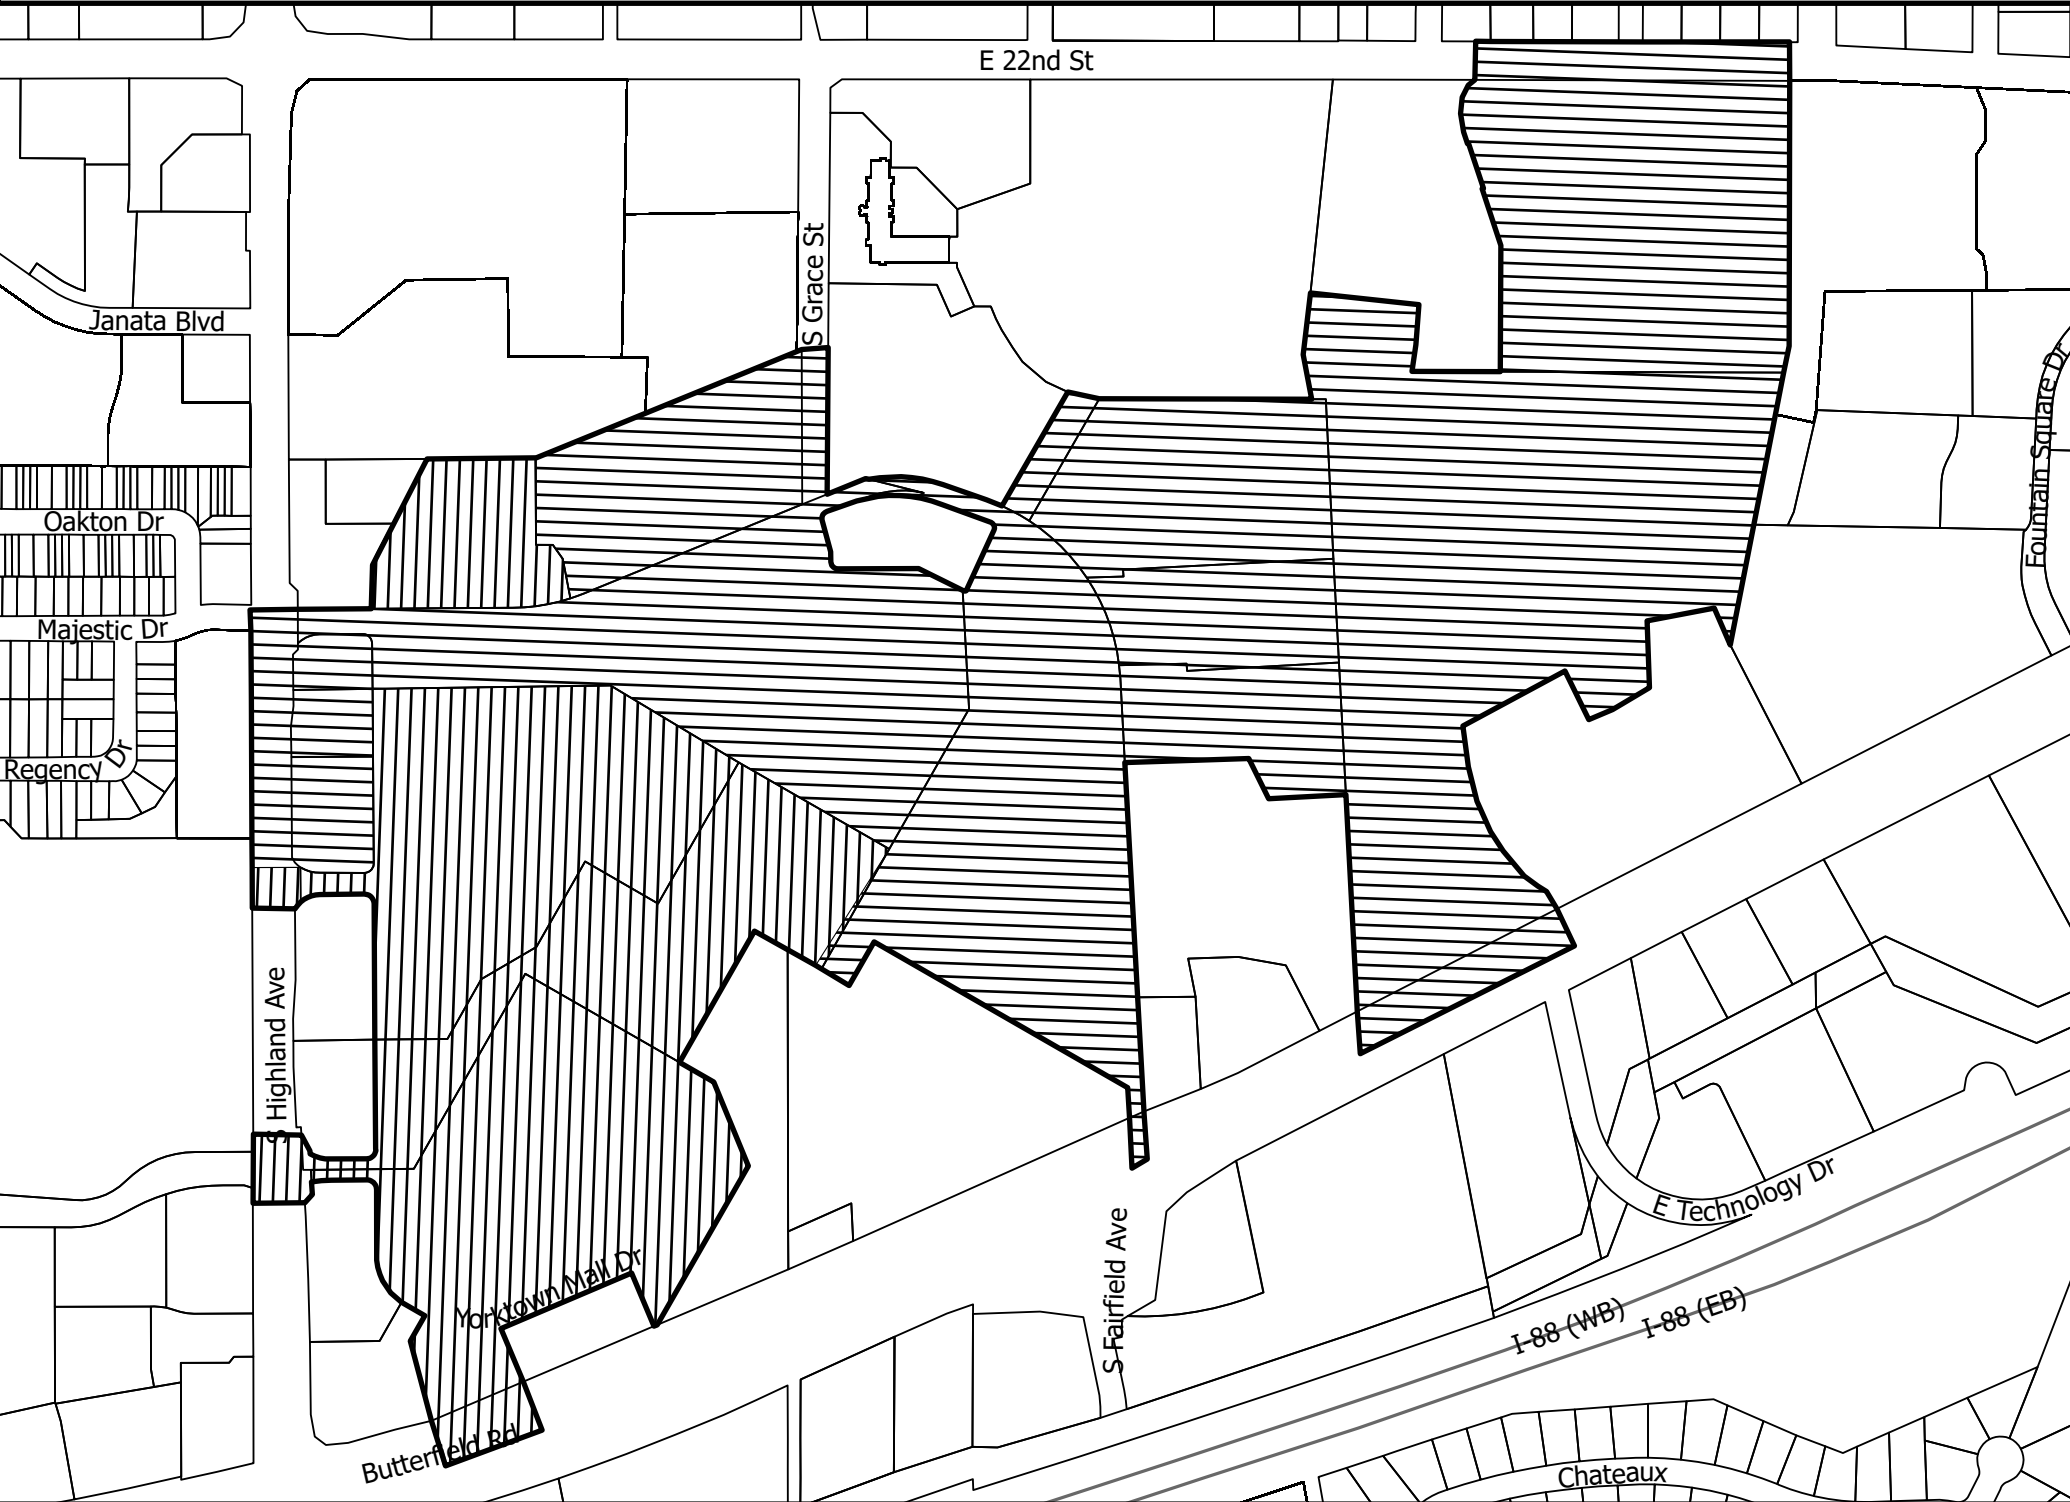 E 22nd St
S Grace St
Janata Blvd
Fountain Square Dr
Oakton Dr
Majestic Dr
Regency Dr
S Highland Ave
E Technology Dr
Yorktown Mall Dr
S Fairfield Ave
I-88 (WB)
I-88 (EB)
Butterfield Rd
Chateaux